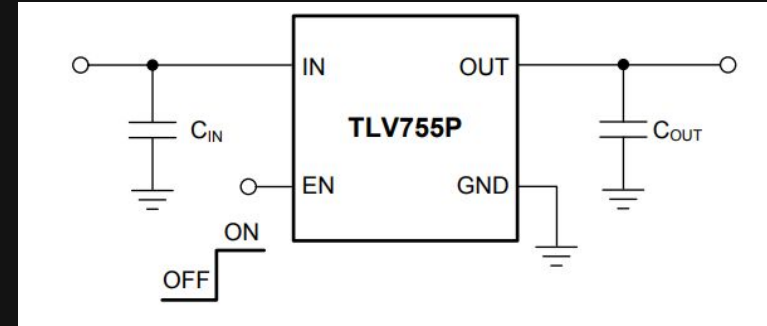 IN
OUT
TLV755P
CIN
COUT
EN
GND
ON
OFF